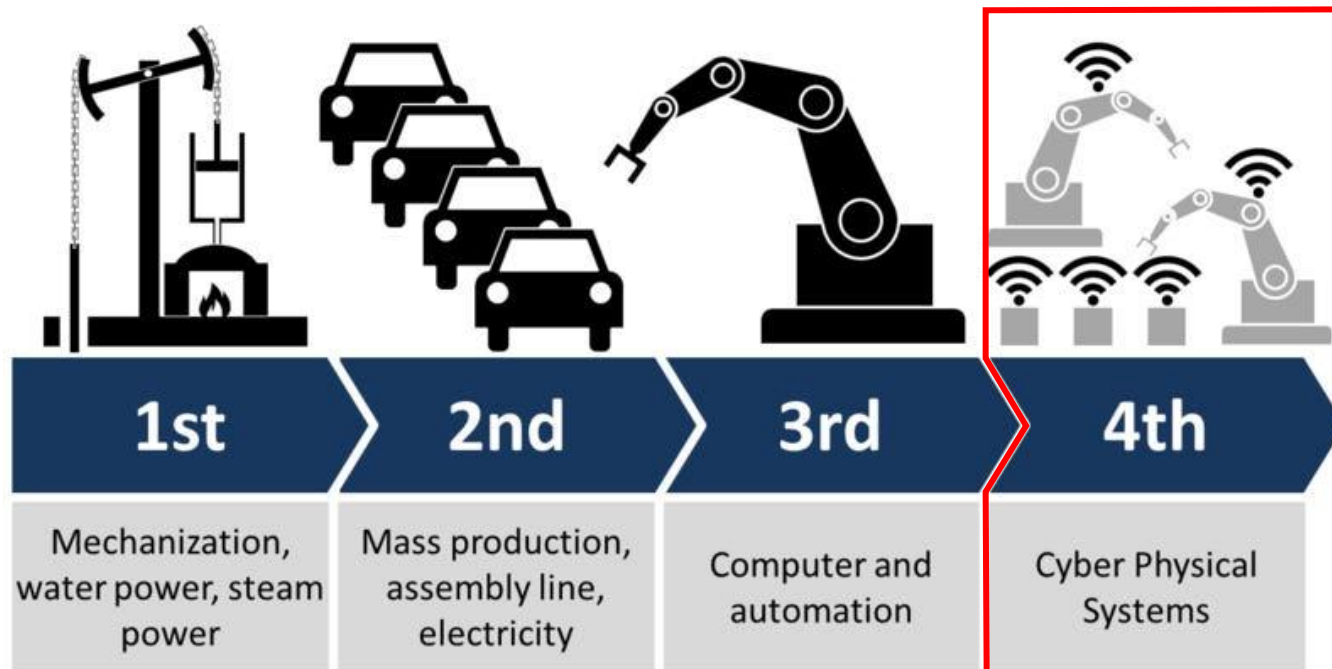 1st
2nd
3rd
4th
Mechanization,
water power, steam
power
Mass production,
assembly line,
electricity
Computer and
automation
Cyber Physical
Systems